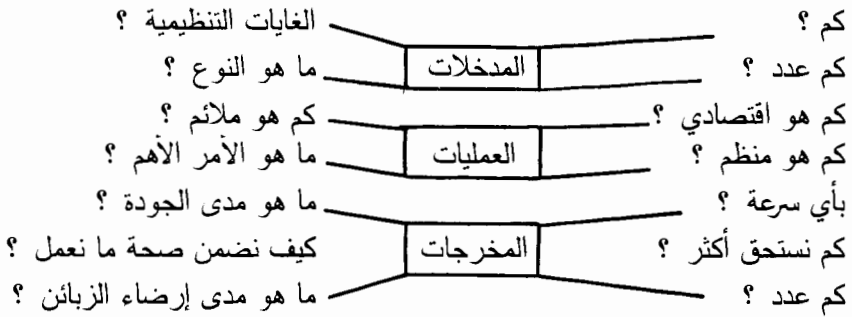 كم ؟
الغايات التنظيمية ؟
المدخلات
كم عدد ؟
ما هو النوع ؟
كم هو اقتصادي ؟
كم هو ملائم ؟
العمليات
كم هو منظم ؟
ما هو الأمر الأهم ؟
بأي سرعة ؟
ما هو مدى الجودة ؟
كم نستحق أكثر ؟
المخرجات
كيف نضمن صحة ما نعمل ؟
كم عدد ؟
ما هو مدى إرضاء الزبائن ؟